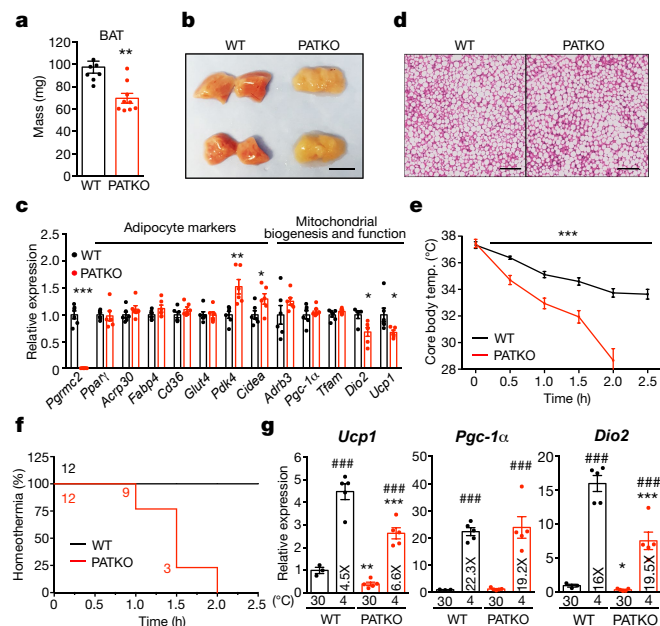 a
BAT
**
Mass (mg)
120
100
80
60
40
20
0
WT PATKO
b
WT PATKO
d
WT PATKO
c
Adipocyte markers
Mitochondrial
biogenesis and function
WT
PATKO
***
**
*
*
*
Relative expression
2.5
2.0
1.5
1.0
0.5
0
Pgrmc2 Pparγ Acrp30 Fabp4 Cd36 Glut4 Pdk4 Cidea Adrb3 Pgc-1α Tfam Dio2 Ucp1
e
***
Core body temp. (°C)
38
36
34
32
30
28
WT
PATKO
0 0.5 1.0 1.5 2.0 2.5
Time (h)
f
Homeothermia (%)
125
100
75
50
25
0
12
12
9
3
WT
PATKO
0 0.5 1.0 1.5 2.0 2.5
Time (h)
g
Ucp1
Relative expression
6
5
4
3
2
1
0
###
**
###
***
4.5X
6.6X
(°C)
30 4 30 4
WT PATKO
Pgc-1α
50
40
30
20
10
0
###
###
22.3X
19.2X
30 4 30 4
WT PATKO
Dio2
20
15
10
5
0
###
*
###
***
16X
19.5X
30 4 30 4
WT PATKO